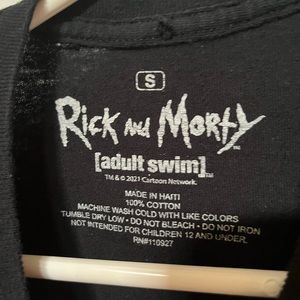 S
Rick and Morty
[adult swim]™
TM & © 2021 Cartoon Network.
MADE IN HAITI
100% COTTON
MACHINE WASH COLD WITH LIKE COLORS
TUMBLE DRY LOW • DO NOT BLEACH • DO NOT IRON
NOT INTENDED FOR CHILDREN 12 AND UNDER.
RN#110927